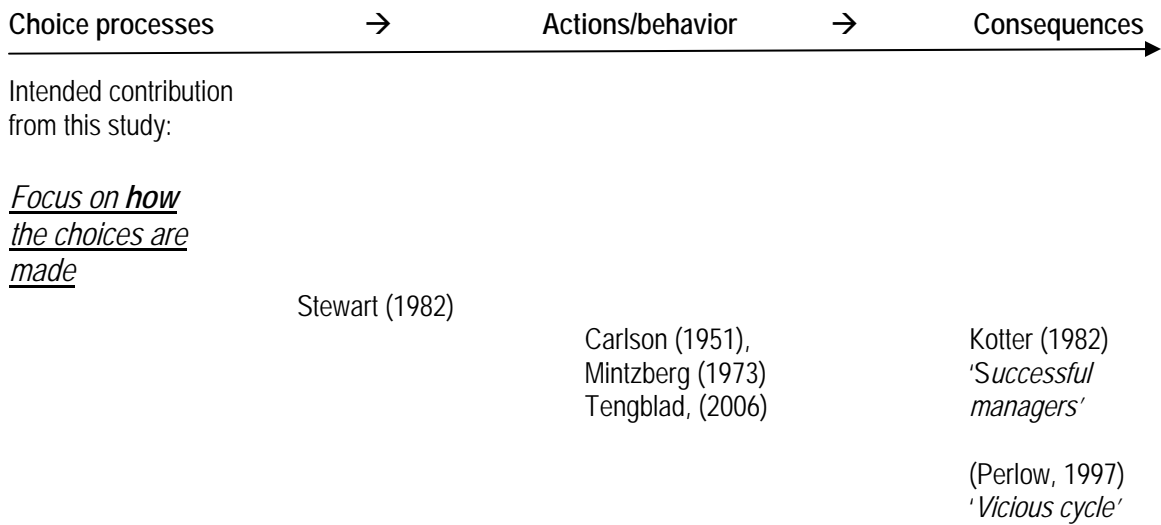 Choice processes → Actions/behavior → Consequences
Intended contribution
from this study:
Focus on how
the choices are
made
Stewart (1982)
Carlson (1951),
Mintzberg (1973)
Tengblad, (2006)
Kotter (1982)
‘Successful
managers’
(Perlow, 1997)
‘Vicious cycle’